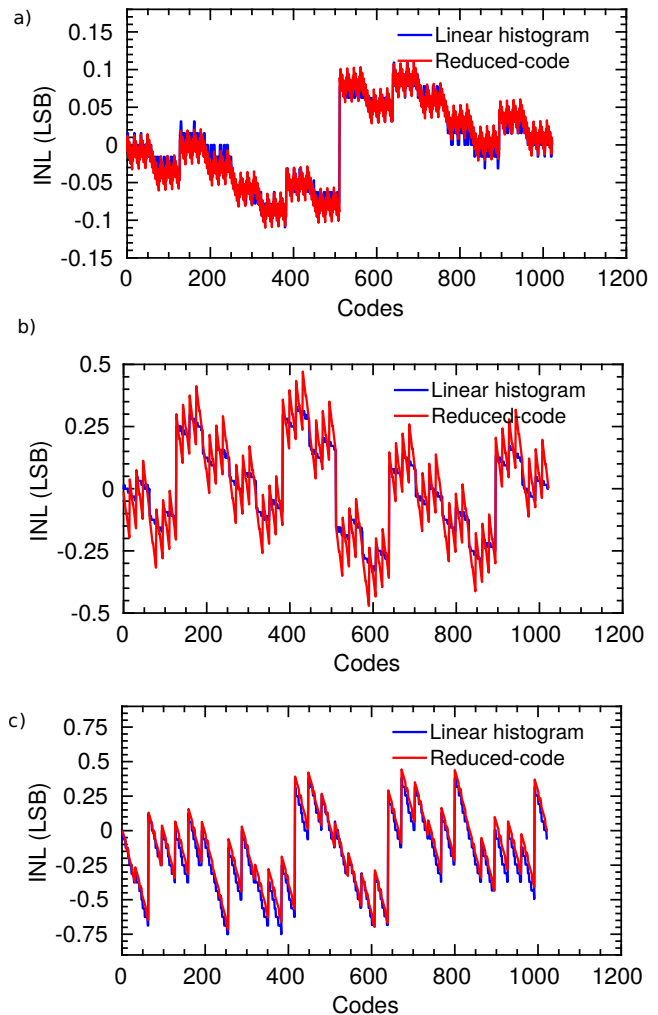 a)
0.15
0.1
0.05
0
-0.05
-0.1
-0.15
INL (LSB)
Linear histogram
Reduced-code
0 200 400 600 800 1000 1200
Codes
b)
0.5
0.25
0
-0.25
-0.5
INL (LSB)
Linear histogram
Reduced-code
0 200 400 600 800 1000 1200
Codes
c)
0.75
0.5
0.25
0
-0.25
-0.50
-0.75
INL (LSB)
Linear histogram
Reduced-code
0 200 400 600 800 1000 1200
Codes